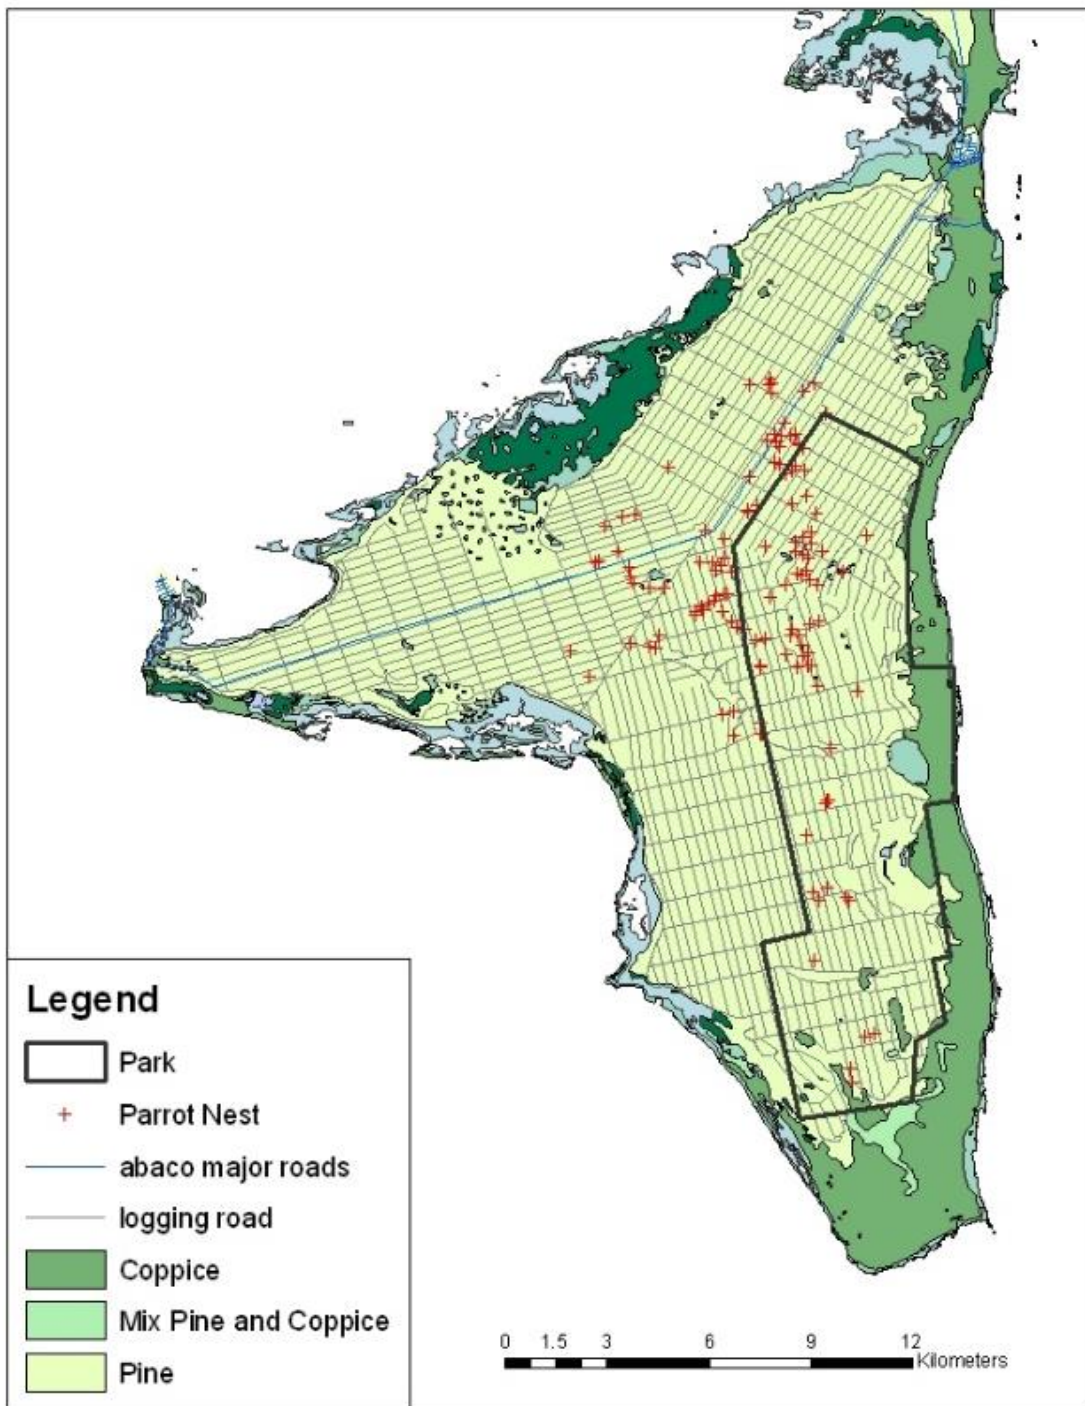 Legend
Park
Parrot Nest
abaco major roads
logging road
Coppice
Mix Pine and Coppice
Pine
0 1.5 3 6 9 12
Kilometers